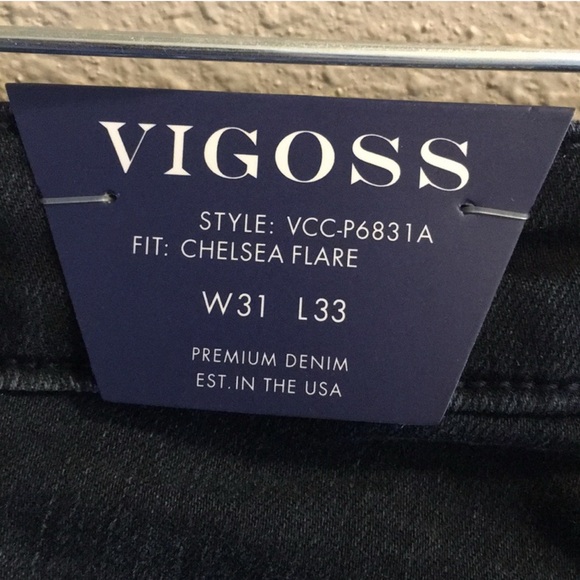 VIGOSS
STYLE: VCC-P6831A
FIT: CHELSEA FLARE
W31 L33
PREMIUM DENIM
EST. IN THE USA